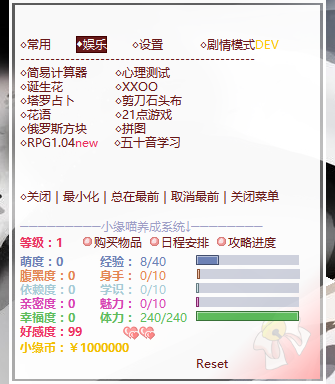 ◇常用 ◆娱乐 ◇设置 ◇剧情模式DEV
◇简易计算器 ◇心理测试
◇诞生花 ◇XXOO
◇塔罗占卜 ◇剪刀石头布
◇花语 ◇21点游戏
◇俄罗斯方块 ◇拼图
◇RPG1.04new ◇五十音学习
◇关闭 | 最小化 | 总在最前 | 取消最前 | 关闭菜单
————————小缘喵养成系统↓————————
等级：1 购买物品 日程安排 攻略进度
萌度：0 经验： 8/40
腹黑度：0 身手： 0/10
依赖度：0 学识： 0/10
亲密度：0 魅力： 0/10
幸福度：0 体力： 240/240
好感度：99
小缘币：￥1000000
Reset